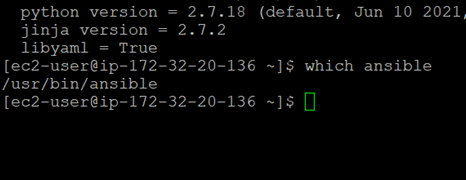 python version = 2.7.18 (default, Jun 10 2021,
jinja version = 2.7.2
libyaml = True
[ec2-user@ip-172-32-20-136 ~]$ which ansible
/usr/bin/ansible
[ec2-user@ip-172-32-20-136 ~]$